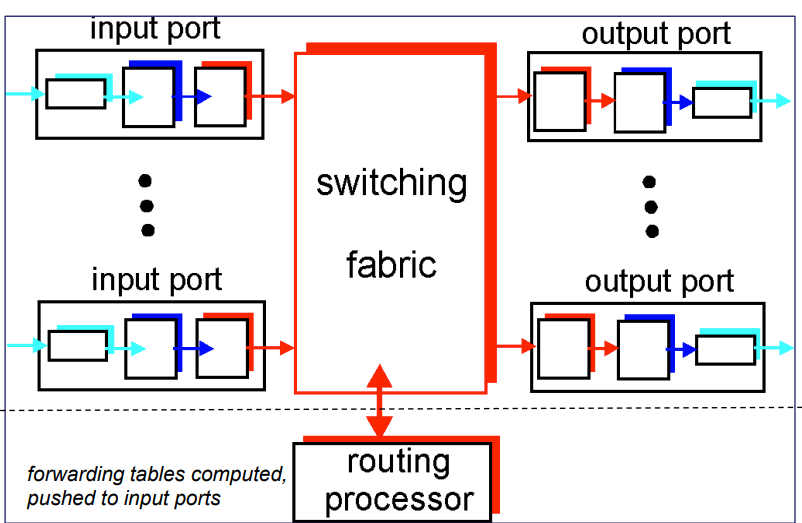 input port
output port
switching
fabric
input port
output port
routing
processor
forwarding tables computed,
pushed to input ports